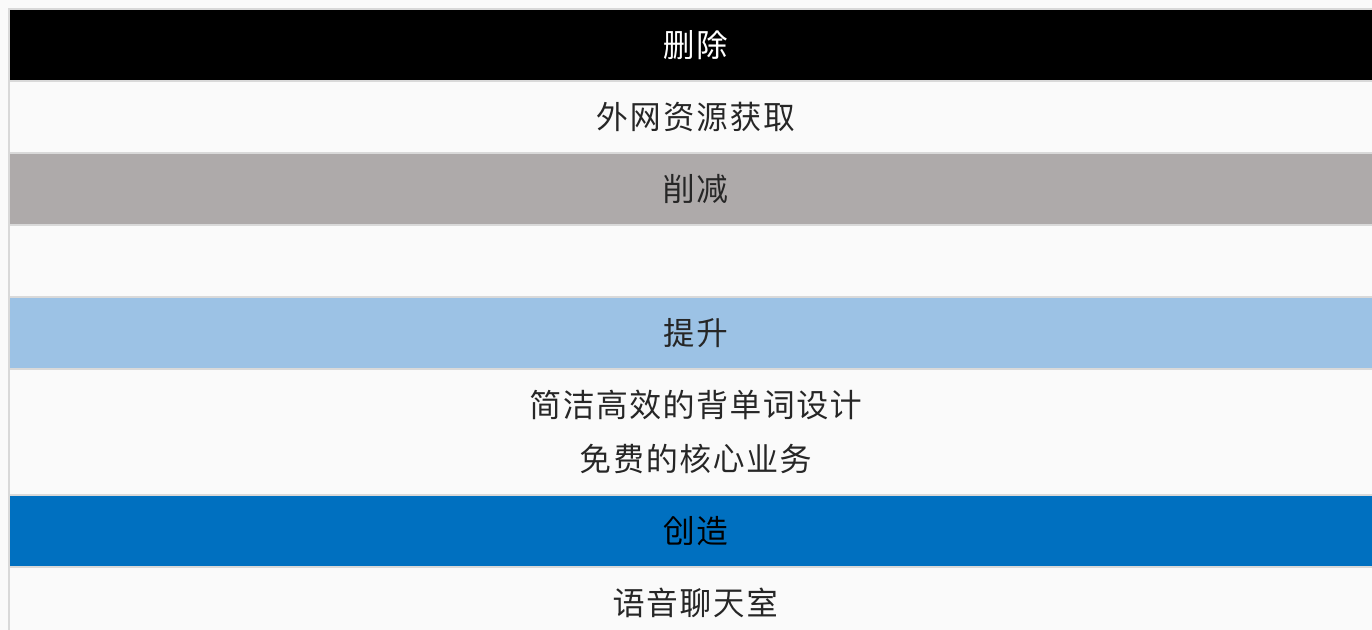 删除
外网资源获取
削减
提升
简洁高效的背单词设计
免费的核心业务
创造
语音聊天室